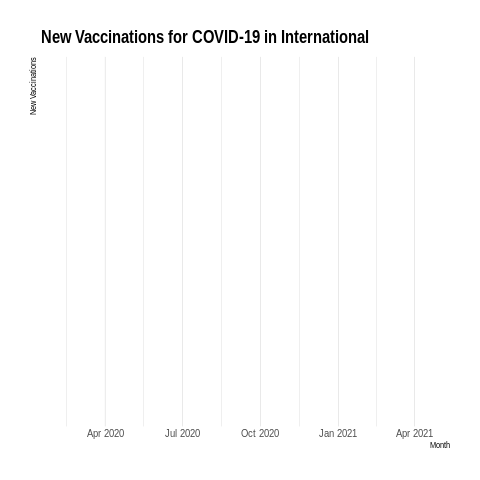 New Vaccinations for COVID-19 in International
New Vaccinations
Apr 2020
Jul 2020
Oct 2020
Jan 2021
Apr 2021
Month